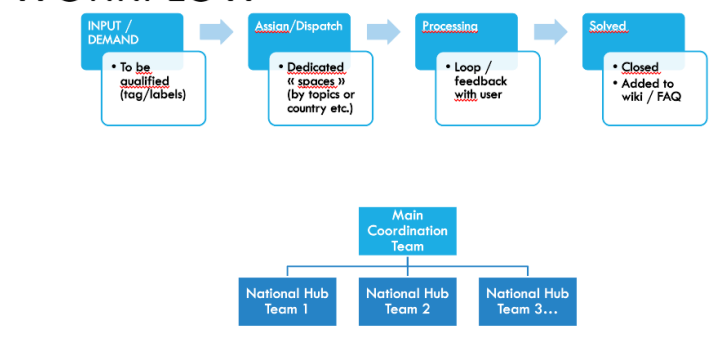 WORKFLOW
INPUT /
DEMAND
• To be
qualified
(tag/labels)
Assign/Dispatch
• Dedicated
« spaces »
(by topics or
country etc.)
Processing
• Loop /
feedback
with user
Solved
• Closed
• Added to
wiki / FAQ
Main
Coordination
Team
National Hub
Team 1
National Hub
Team 2
National Hub
Team 3...